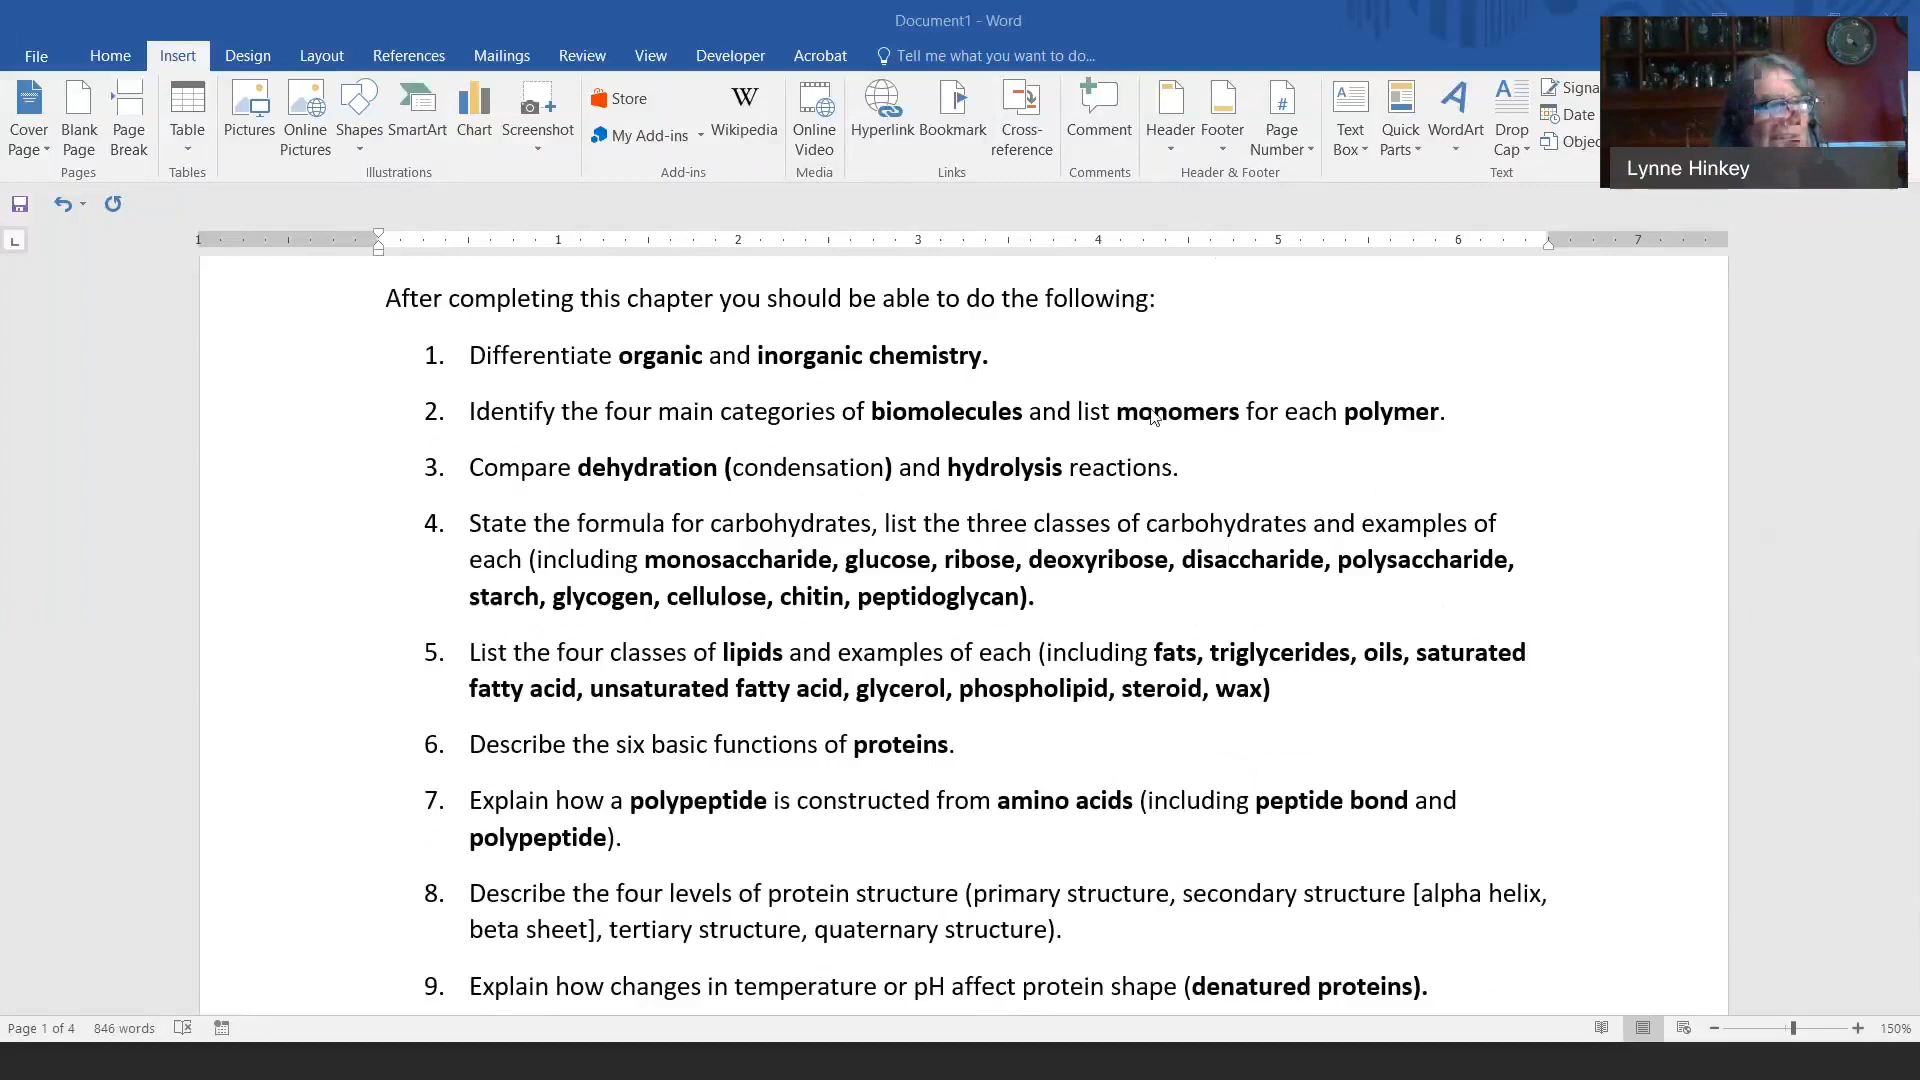 Document1 - Word
File Home Insert Design Layout References Mailings Review View Developer Acrobat Tell me what you want to do...
Cover Page
Blank Page
Page Break
Table
Pictures
Online Pictures
Shapes
SmartArt
Chart
Screenshot
Store
My Add-ins
Wikipedia
Online Video
Hyperlink
Bookmark
Cross-reference
Comment
Header
Footer
Page Number
Text Box
Quick Parts
WordArt
Drop Cap
Signa
Date
Objec
Pages Tables Illustrations Add-ins Media Links Comments Header & Footer Text
Lynne Hinkey
1 1 2 3 4 5 6 7
After completing this chapter you should be able to do the following:
1. Differentiate organic and inorganic chemistry.
2. Identify the four main categories of biomolecules and list monomers for each polymer.
3. Compare dehydration (condensation) and hydrolysis reactions.
4. State the formula for carbohydrates, list the three classes of carbohydrates and examples of
each (including monosaccharide, glucose, ribose, deoxyribose, disaccharide, polysaccharide,
starch, glycogen, cellulose, chitin, peptidoglycan).
5. List the four classes of lipids and examples of each (including fats, triglycerides, oils, saturated
fatty acid, unsaturated fatty acid, glycerol, phospholipid, steroid, wax)
6. Describe the six basic functions of proteins.
7. Explain how a polypeptide is constructed from amino acids (including peptide bond and
polypeptide).
8. Describe the four levels of protein structure (primary structure, secondary structure [alpha helix,
beta sheet], tertiary structure, quaternary structure).
9. Explain how changes in temperature or pH affect protein shape (denatured proteins).
Page 1 of 4 846 words 150%